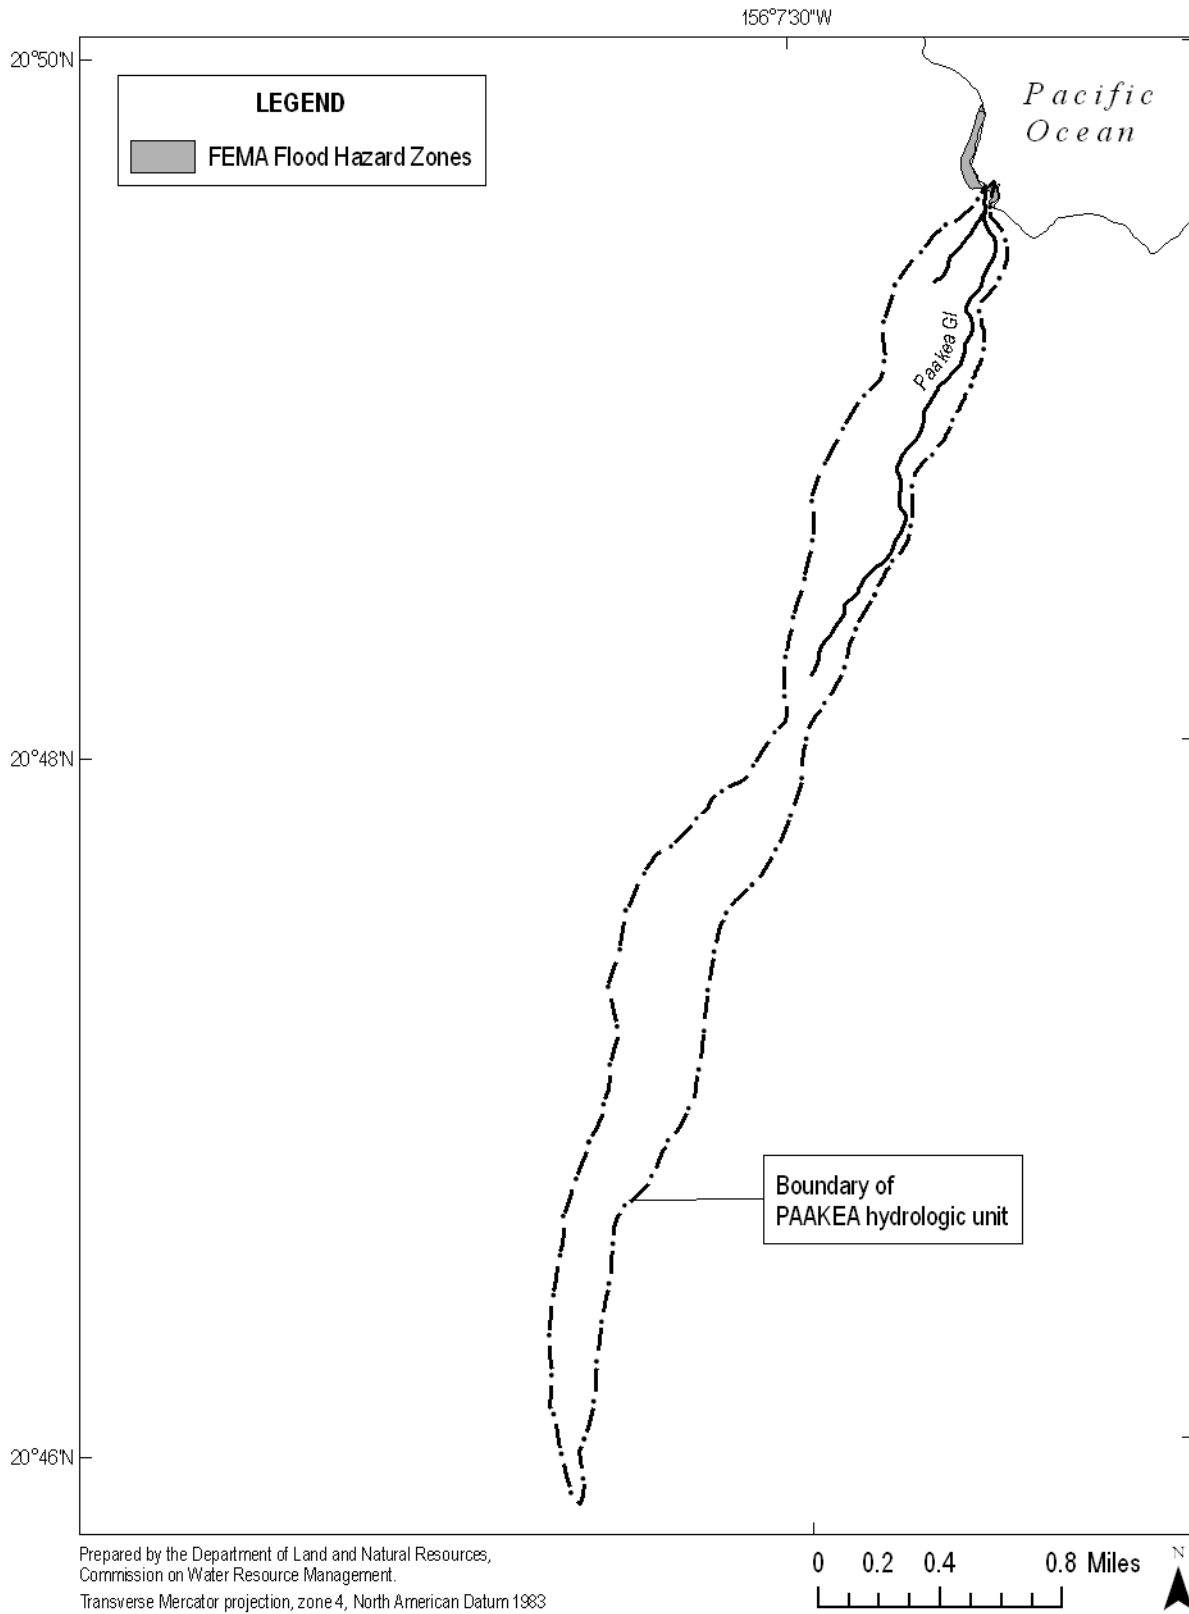 156°7'30"W
20°50'N
LEGEND
FEMA Flood Hazard Zones
Pacific
Ocean
Paakea Gl
20°48'N
Boundary of
PAAKEA hydrologic unit
20°46'N
Prepared by the Department of Land and Natural Resources,
Commission on Water Resource Management.
Transverse Mercator projection, zone 4, North American Datum 1983
0 0.2 0.4 0.8 Miles
N